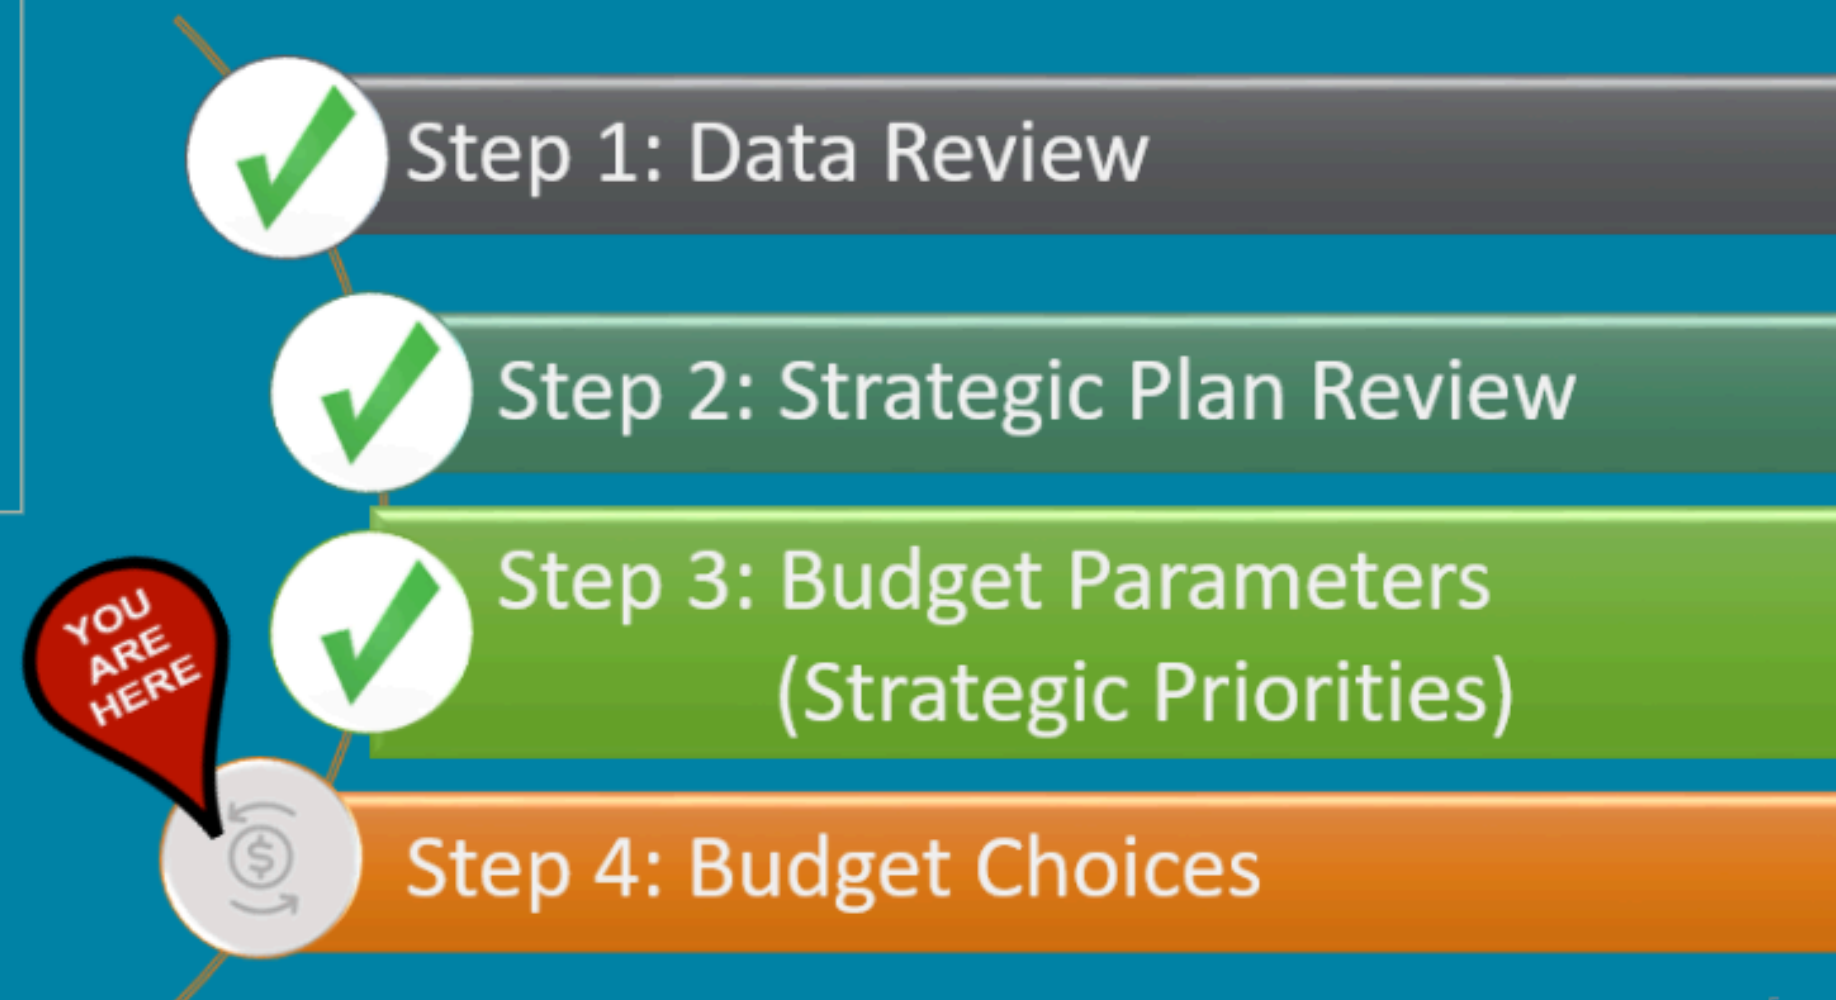 Step 1: Data Review
Step 2: Strategic Plan Review
Step 3: Budget Parameters
(Strategic Priorities)
YOU
ARE
HERE
$
Step 4: Budget Choices